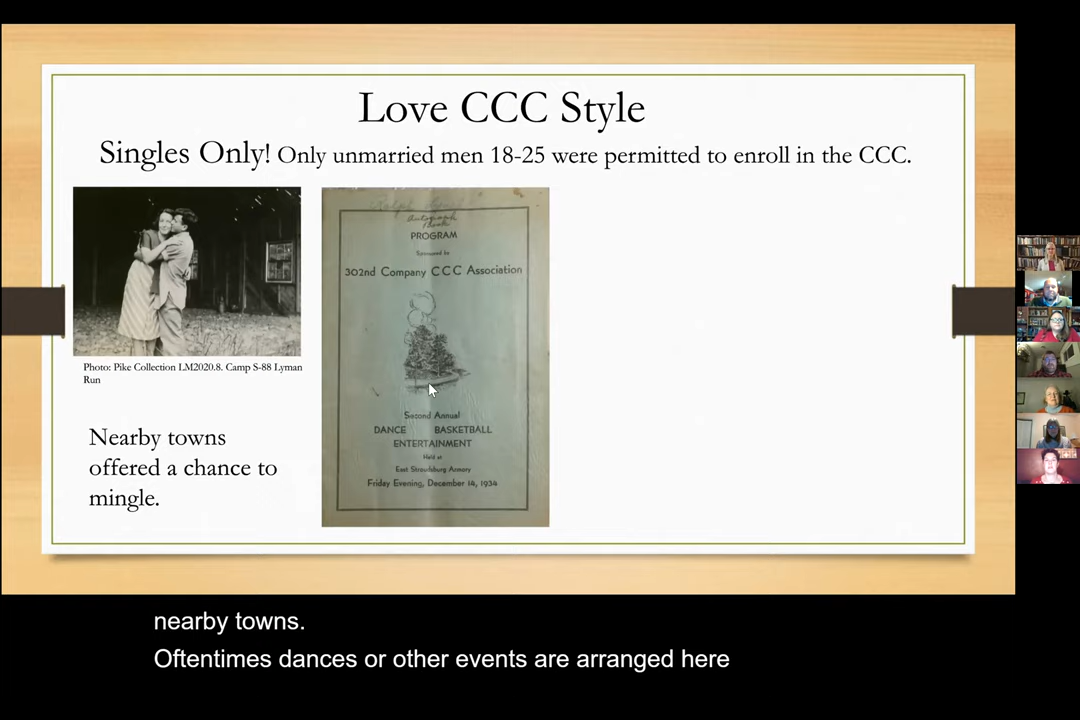 Love CCC Style
Singles Only! Only unmarried men 18-25 were permitted to enroll in the CCC.
Photo: Pike Collection LM2020.8. Camp S-88 Lyman
Run
Nearby towns
offered a chance to
mingle.
Autograph
Book
PROGRAM
Sponsored by
302nd Company CCC Association
Second Annual
DANCE BASKETBALL
ENTERTAINMENT
Held at
East Stroudsburg Armory
Friday Evening, December 14, 1934
nearby towns.
Oftentimes dances or other events are arranged here